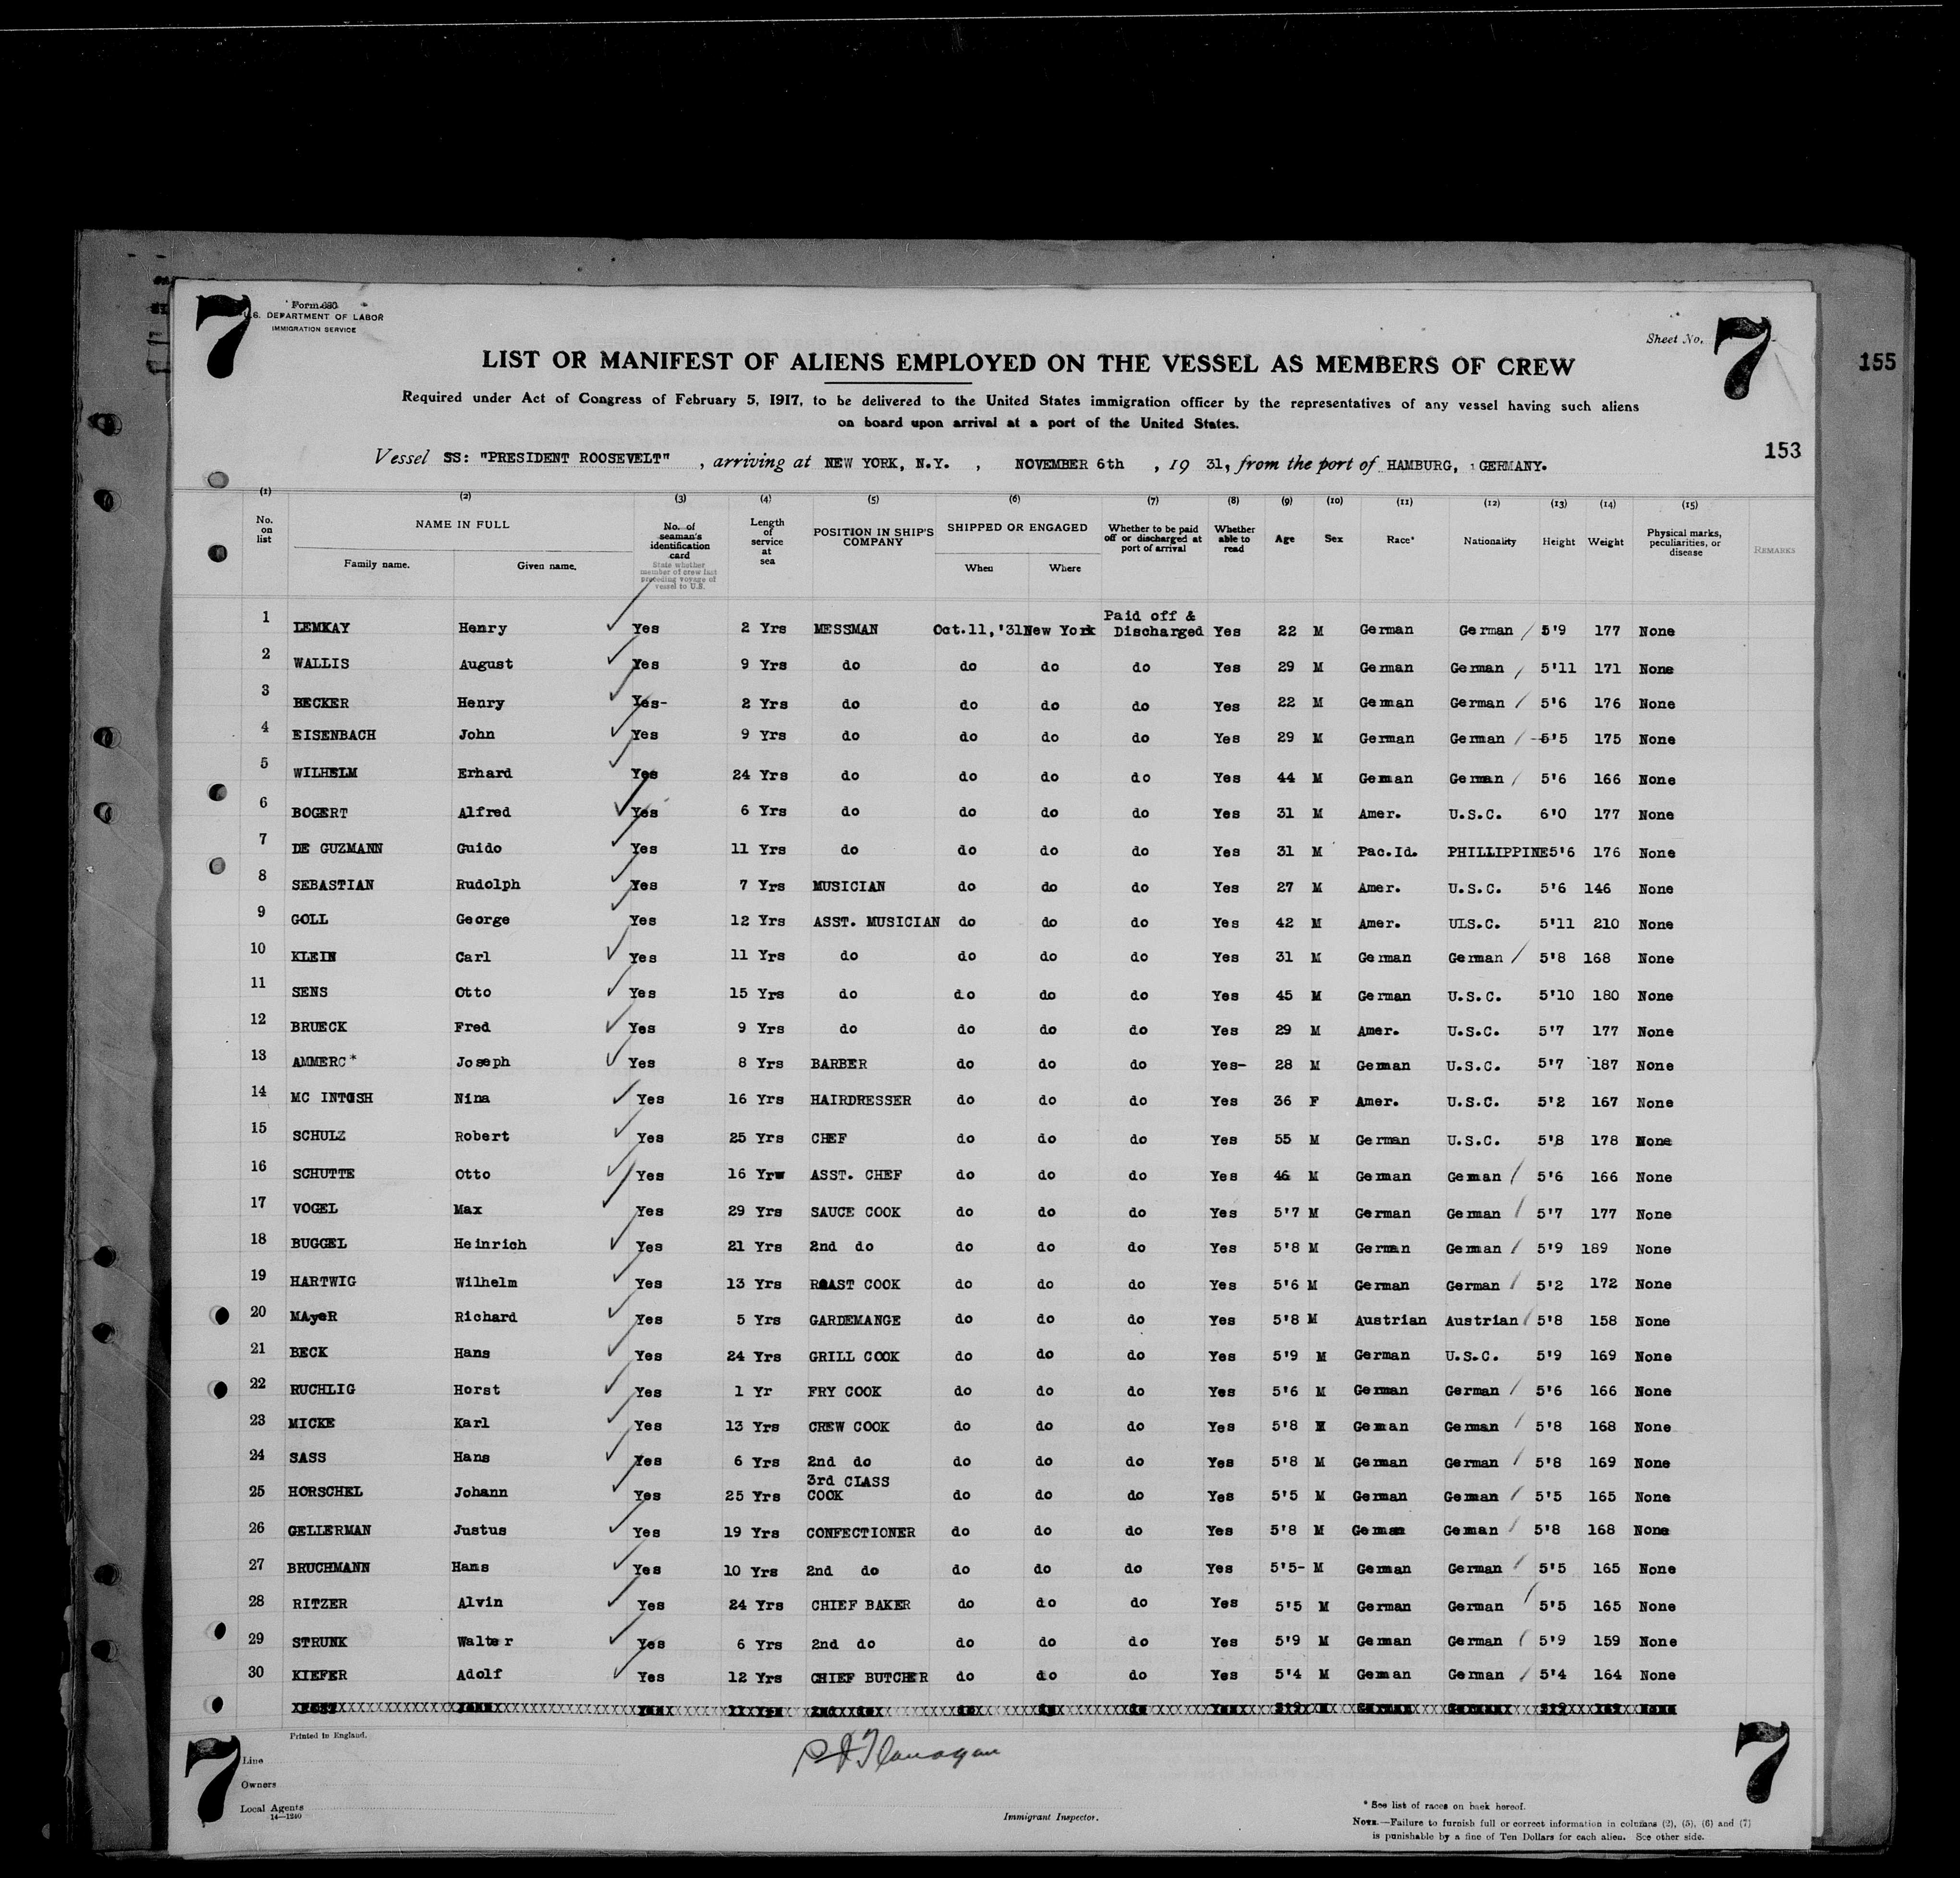 7
Form 680
U.S. DEPARTMENT OF LABOR
IMMIGRATION SERVICE
Sheet No. 7
155
LIST OR MANIFEST OF ALIENS EMPLOYED ON THE VESSEL AS MEMBERS OF CREW
Required under Act of Congress of February 5, 1917, to be delivered to the United States immigration officer by the representatives of any vessel having such aliens
on board upon arrival at a port of the United States.
153
Vessel SS: "PRESIDENT ROOSEVELT" , arriving at NEW YORK, N.Y. , NOVEMBER 6th , 19 31, from the port of HAMBURG, GERMANY.
(1) (2) (3) (4) (5) (6) (7) (8) (9) (10) (11) (12) (13) (14) (15)
No. on list NAME IN FULL Family name. Given name. No. of seaman's identification card State whether member of crew last preceding voyage of vessel to U.S. Length of service at sea POSITION IN SHIP'S COMPANY SHIPPED OR ENGAGED When Where Whether to be paid off or discharged at port of arrival Whether able to read Age Sex Race* Nationality Height Weight Physical marks, peculiarities, or disease REMARKS
1 LEMKAY Henry Yes 2 Yrs MESSMAN Oct.11,'31 New York Paid off & Discharged Yes 22 M German German 5'9 177 None
2 WALLIS August Yes 9 Yrs do do do do Yes 29 M German German 5'11 171 None
3 BECKER Henry Yes- 2 Yrs do do do do Yes 22 M German German 5'6 176 None
4 EISENBACH John Yes 9 Yrs do do do do Yes 29 M German German 5'5 175 None
5 WILHELM Erhard Yes 24 Yrs do do do do Yes 44 M German German 5'6 166 None
6 BOGERT Alfred Yes 6 Yrs do do do do Yes 31 M Amer. U.S.C. 6'0 177 None
7 DE GUZMANN Guido Yes 11 Yrs do do do do Yes 31 M Pac.Id. PHILLIPPINE 5'6 176 None
8 SEBASTIAN Rudolph Yes 7 Yrs MUSICIAN do do do Yes 27 M Amer. U.S.C. 5'6 146 None
9 GOLL George Yes 12 Yrs ASST. MUSICIAN do do do Yes 42 M Amer. ULS.C. 5'11 210 None
10 KLEIN Carl Yes 11 Yrs do do do do Yes 31 M German German 5'8 168 None
11 SENS Otto Yes 15 Yrs do do do do Yes 45 M German U.S.C. 5'10 180 None
12 BRUECK Fred Yes 9 Yrs do do do do Yes 29 M Amer. U.S.C. 5'7 177 None
13 AMMERC* Joseph Yes 8 Yrs BARBER do do do Yes- 28 M German U.S.C. 5'7 187 None
14 MC INTOSH Nina Yes 16 Yrs HAIRDRESSER do do do Yes 36 F Amer. U.S.C. 5'2 167 None
15 SCHULZ Robert Yes 25 Yrs CHEF do do do Yes 55 M German U.S.C. 5'8 178 None
16 SCHUTTE Otto Yes 16 Yrw ASST. CHEF do do do Yes 46 M German German 5'6 166 None
17 VOGEL Max Yes 29 Yrs SAUCE COOK do do do Yes 5'7 M German German 5'7 177 None
18 BUGGEL Heinrich Yes 21 Yrs 2nd do do do do Yes 5'8 M German German 5'9 189 None
19 HARTWIG Wilhelm Yes 13 Yrs ROAST COOK do do do Yes 5'6 M German German 5'2 172 None
20 MAyeR Richard Yes 5 Yrs GARDEMANGE do do do Yes 5'8 M Austrian Austrian 5'8 158 None
21 BECK Hans Yes 24 Yrs GRILL COOK do do do Yes 5'9 M German U.S.C. 5'9 169 None
22 RUCHLIG Horst Yes 1 Yr FRY COOK do do do Yes 5'6 M German German 5'6 166 None
23 MICKE Karl Yes 13 Yrs CREW COOK do do do Yes 5'8 M German German 5'8 168 None
24 SASS Hans Yes 6 Yrs 2nd do do do do Yes 5'8 M German German 5'8 169 None
25 HORSCHEL Johann Yes 25 Yrs 3rd CLASS COOK do do do Yes 5'5 M German German 5'5 165 None
26 GELLERMAN Justus Yes 19 Yrs CONFECTIONER do do do Yes 5'8 M German German 5'8 168 None
27 BRUCHMANN Hans Yes 10 Yrs 2nd do do do do Yes 5'5- M German German 5'5 165 None
28 RITZER Alvin Yes 24 Yrs CHIEF BAKER do do do Yes 5'5 M German German 5'5 165 None
29 STRUNK Walter Yes 6 Yrs 2nd do do do do Yes 5'9 M German German 5'9 159 None
30 KIEFER Adolf Yes 12 Yrs CHIEF BUTCHER do do do Yes 5'4 M German German 5'4 164 None
Printed in England.
7
Line
Owners
Local Agents
14—1240
P J Flanagan
Immigrant Inspector.
* See list of races on back hereof.
NOTE.—Failure to furnish full or correct information in columns (2), (5), (6) and (7)
is punishable by a fine of Ten Dollars for each alien. See other side.
7